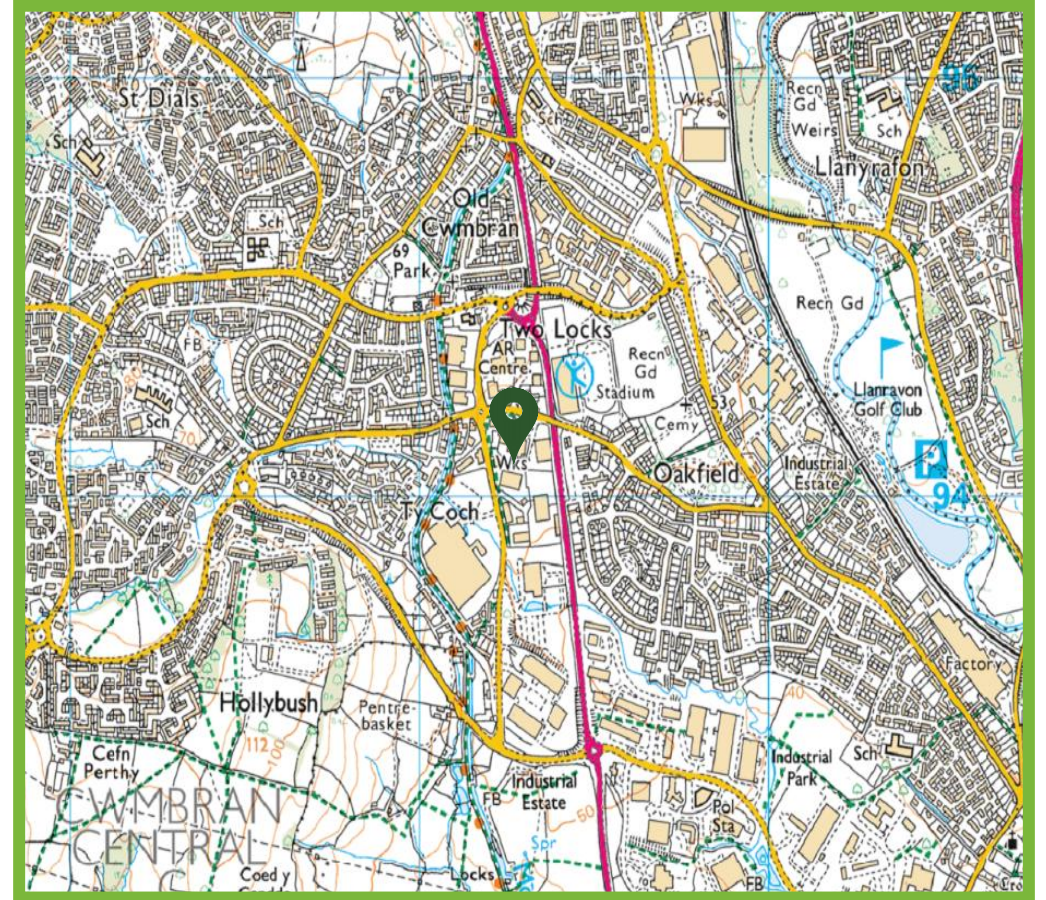 St Dials
Sch
Sch
Old
Cwmbran
69
Park
Sch
Wks
Recn
Gd
Weirs
Sch
95
Llanyrafon
Recn Gd
FB
Two Locks
AR
Centre
Stadium
Recn
Gd
53
Cemy
Llanravon
Golf Club
Sch
70
Wks
Oakfield
Industrial
Estate
94
Ty Coch
Hollybush
Pentre-
basket
112
100
Cefn
Perthy
CWMBRAN
CENTRAL
Coed y
Locks
FB
Spr
Industrial
Estate
50
Pol
Sta
FB
40
Industrial
Park
Sch
Factory